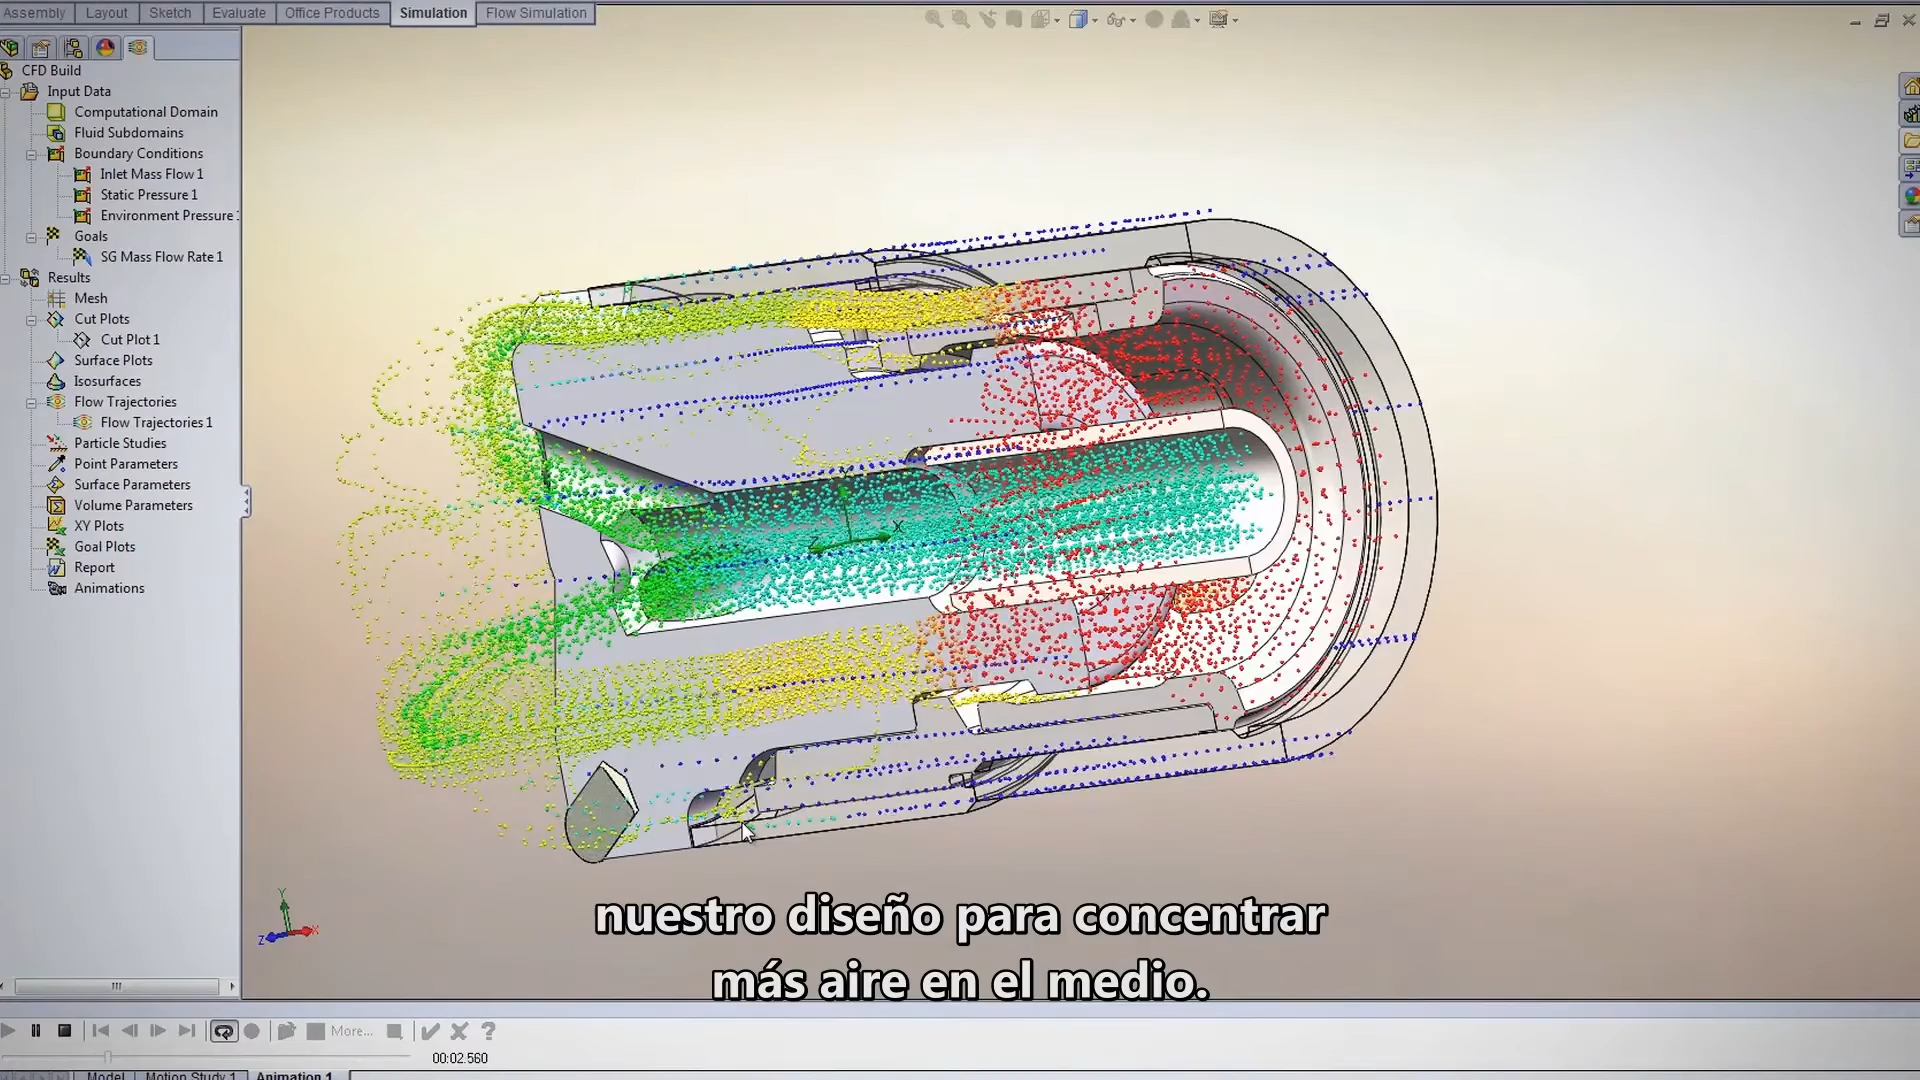 Assembly Layout Sketch Evaluate Office Products Simulation Flow Simulation
CFD Build
Input Data
Computational Domain
Fluid Subdomains
Boundary Conditions
Inlet Mass Flow 1
Static Pressure 1
Environment Pressure
Goals
SG Mass Flow Rate 1
Results
Mesh
Cut Plots
Cut Plot 1
Surface Plots
Isosurfaces
Flow Trajectories
Flow Trajectories 1
Particle Studies
Point Parameters
Surface Parameters
Volume Parameters
XY Plots
Goal Plots
Report
Animations
X
Y
Z
X
nuestro diseño para concentrar
más aire en el medio.
More...
00:02.560
Model Motion Study 1 Animation 1